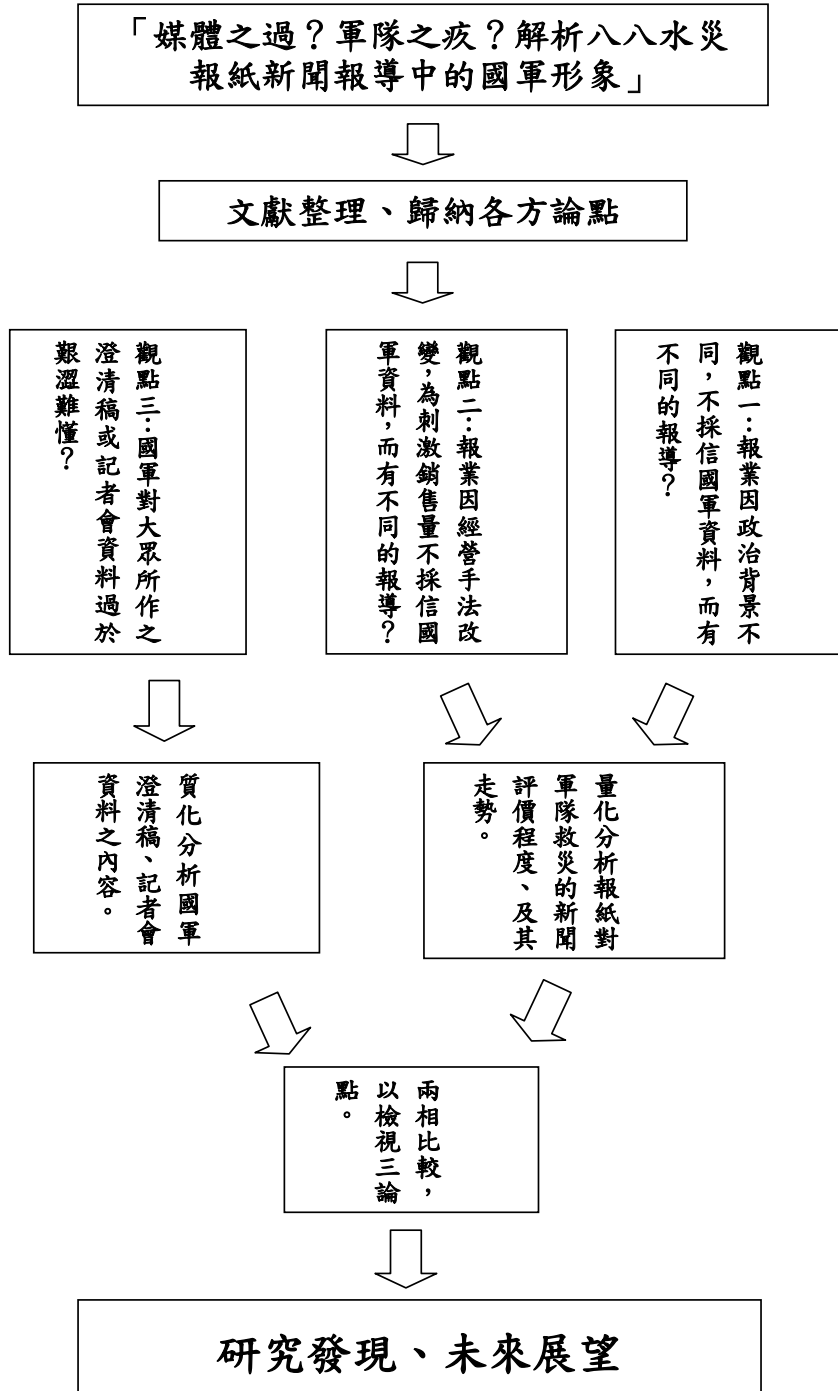 「媒體之過？軍隊之疚？解析八八水災
報紙新聞報導中的國軍形象」
文獻整理、歸納各方論點
觀點一：報業因政治背景不
同，不採信國軍資料，而有
不同的報導？
觀點二：報業因經營手法改
變，為刺激銷售量不採信國
軍資料，而有不同的報導？
觀點三：國軍對大眾所作之
澄清稿或記者會資料過於
艱澀難懂？
量化分析報紙對
軍隊救災的新聞
評價程度、及其
走勢。
質化分析國軍
澄清稿、記者會
資料之內容。
兩相比較，
以檢視三論
點。
研究發現、未來展望